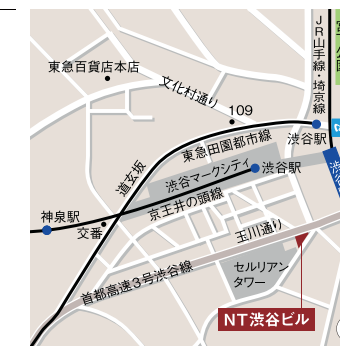 JR山手線・埼京線
東急百貨店本店
文化村通り
109
渋谷駅
東急田園都市線
道玄坂
渋谷マークシティ
渋谷駅
京王井の頭線
神泉駅
交番
玉川通り
首都高速3号渋谷線
セルリアン
タワー
NT渋谷ビル
渋